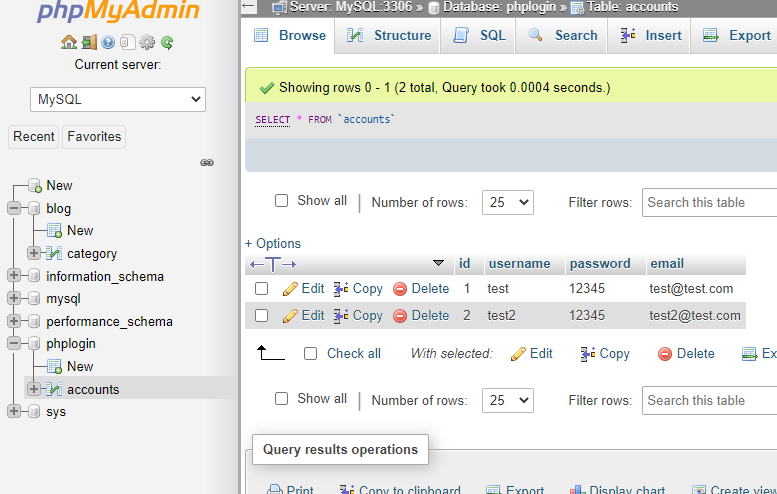 phpMyAdmin
Current server:
MySQL
Recent Favorites
New
blog
New
category
information_schema
mysql
performance_schema
phplogin
New
accounts
sys
Server: MySQL:3306 » Database: phplogin » Table: accounts
Browse Structure SQL Search Insert Export
Showing rows 0 - 1 (2 total, Query took 0.0004 seconds.)
SELECT * FROM `accounts`
Show all Number of rows: 25 Filter rows: Search this table
+ Options
←T→ id username password email
Edit Copy Delete 1 test 12345 test@test.com
Edit Copy Delete 2 test2 12345 test2@test.com
Check all With selected: Edit Copy Delete Ex
Show all Number of rows: 25 Filter rows: Search this table
Query results operations
Print Copy to clipboard Export Display chart Create view